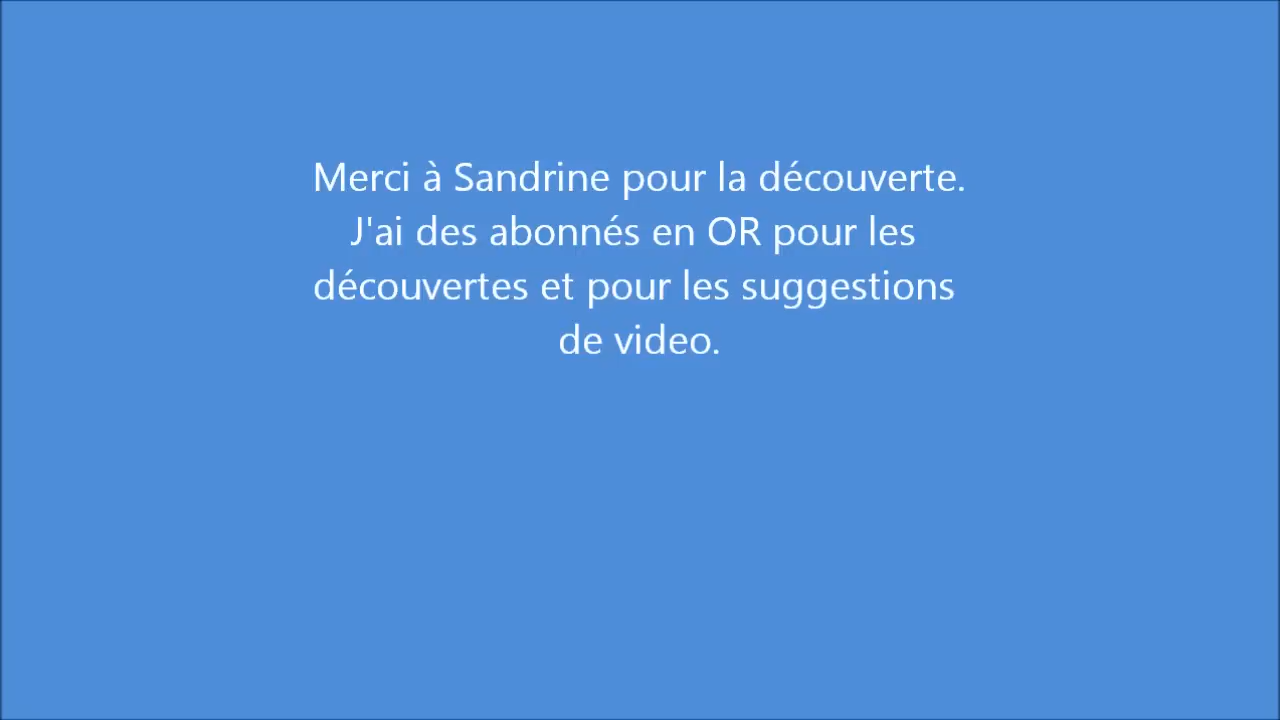 Merci à Sandrine pour la découverte.
J'ai des abonnés en OR pour les
découvertes et pour les suggestions
de video.